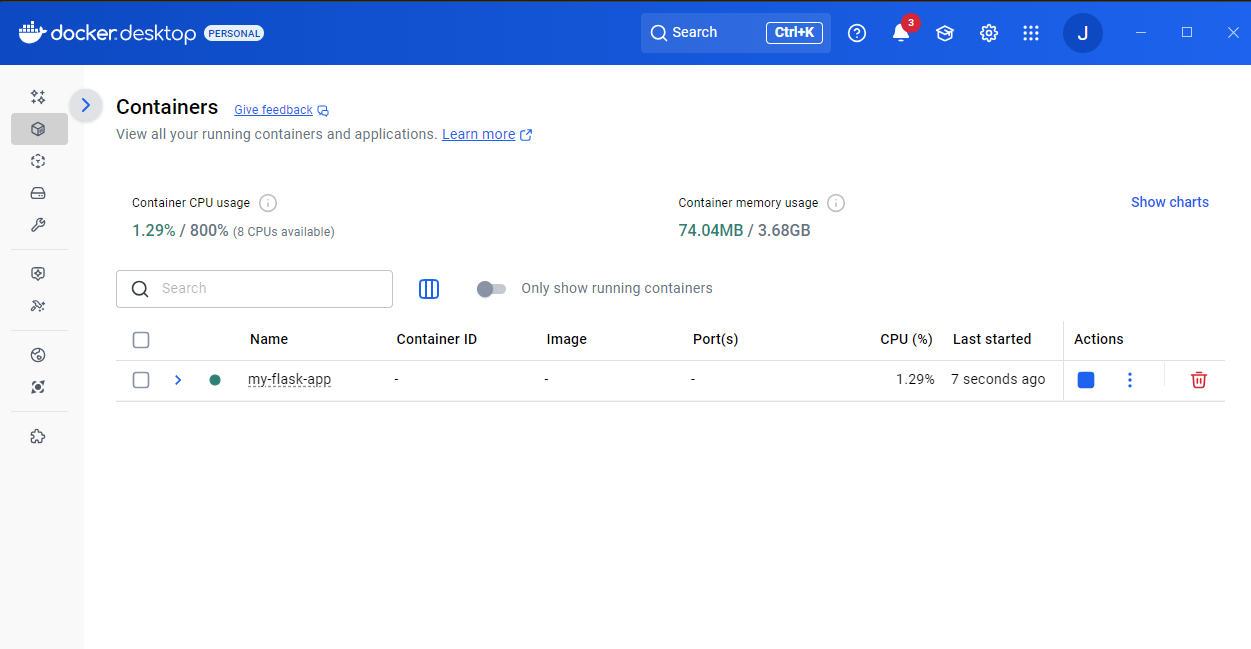 docker.desktop PERSONAL Search Ctrl+K 3 J
Containers Give feedback
View all your running containers and applications. Learn more
Container CPU usage Container memory usage Show charts
1.29% / 800% (8 CPUs available) 74.04MB / 3.68GB
Search Only show running containers
Name Container ID Image Port(s) CPU (%) Last started Actions
my-flask-app - - - 1.29% 7 seconds ago